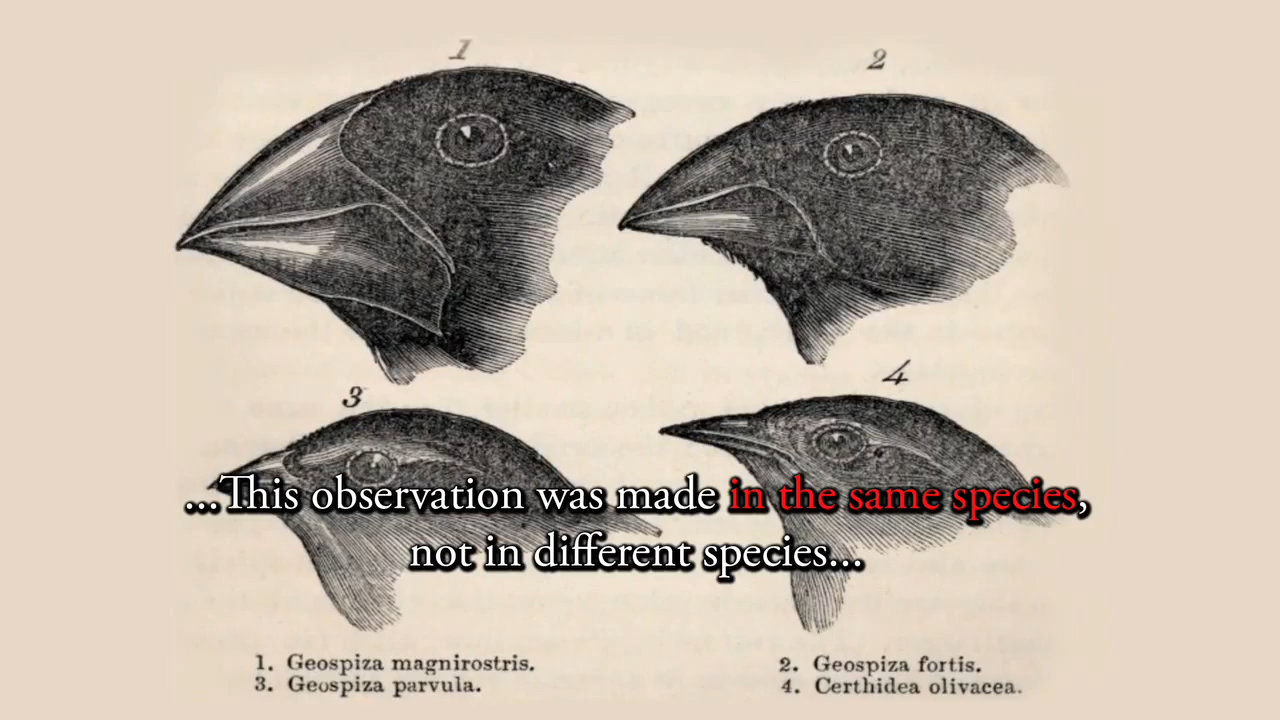 1
2
3
4
...This observation was made in the same species,
not in different species...
1. Geospiza magnirostris.
2. Geospiza fortis.
3. Geospiza parvula.
4. Certhidea olivacea.